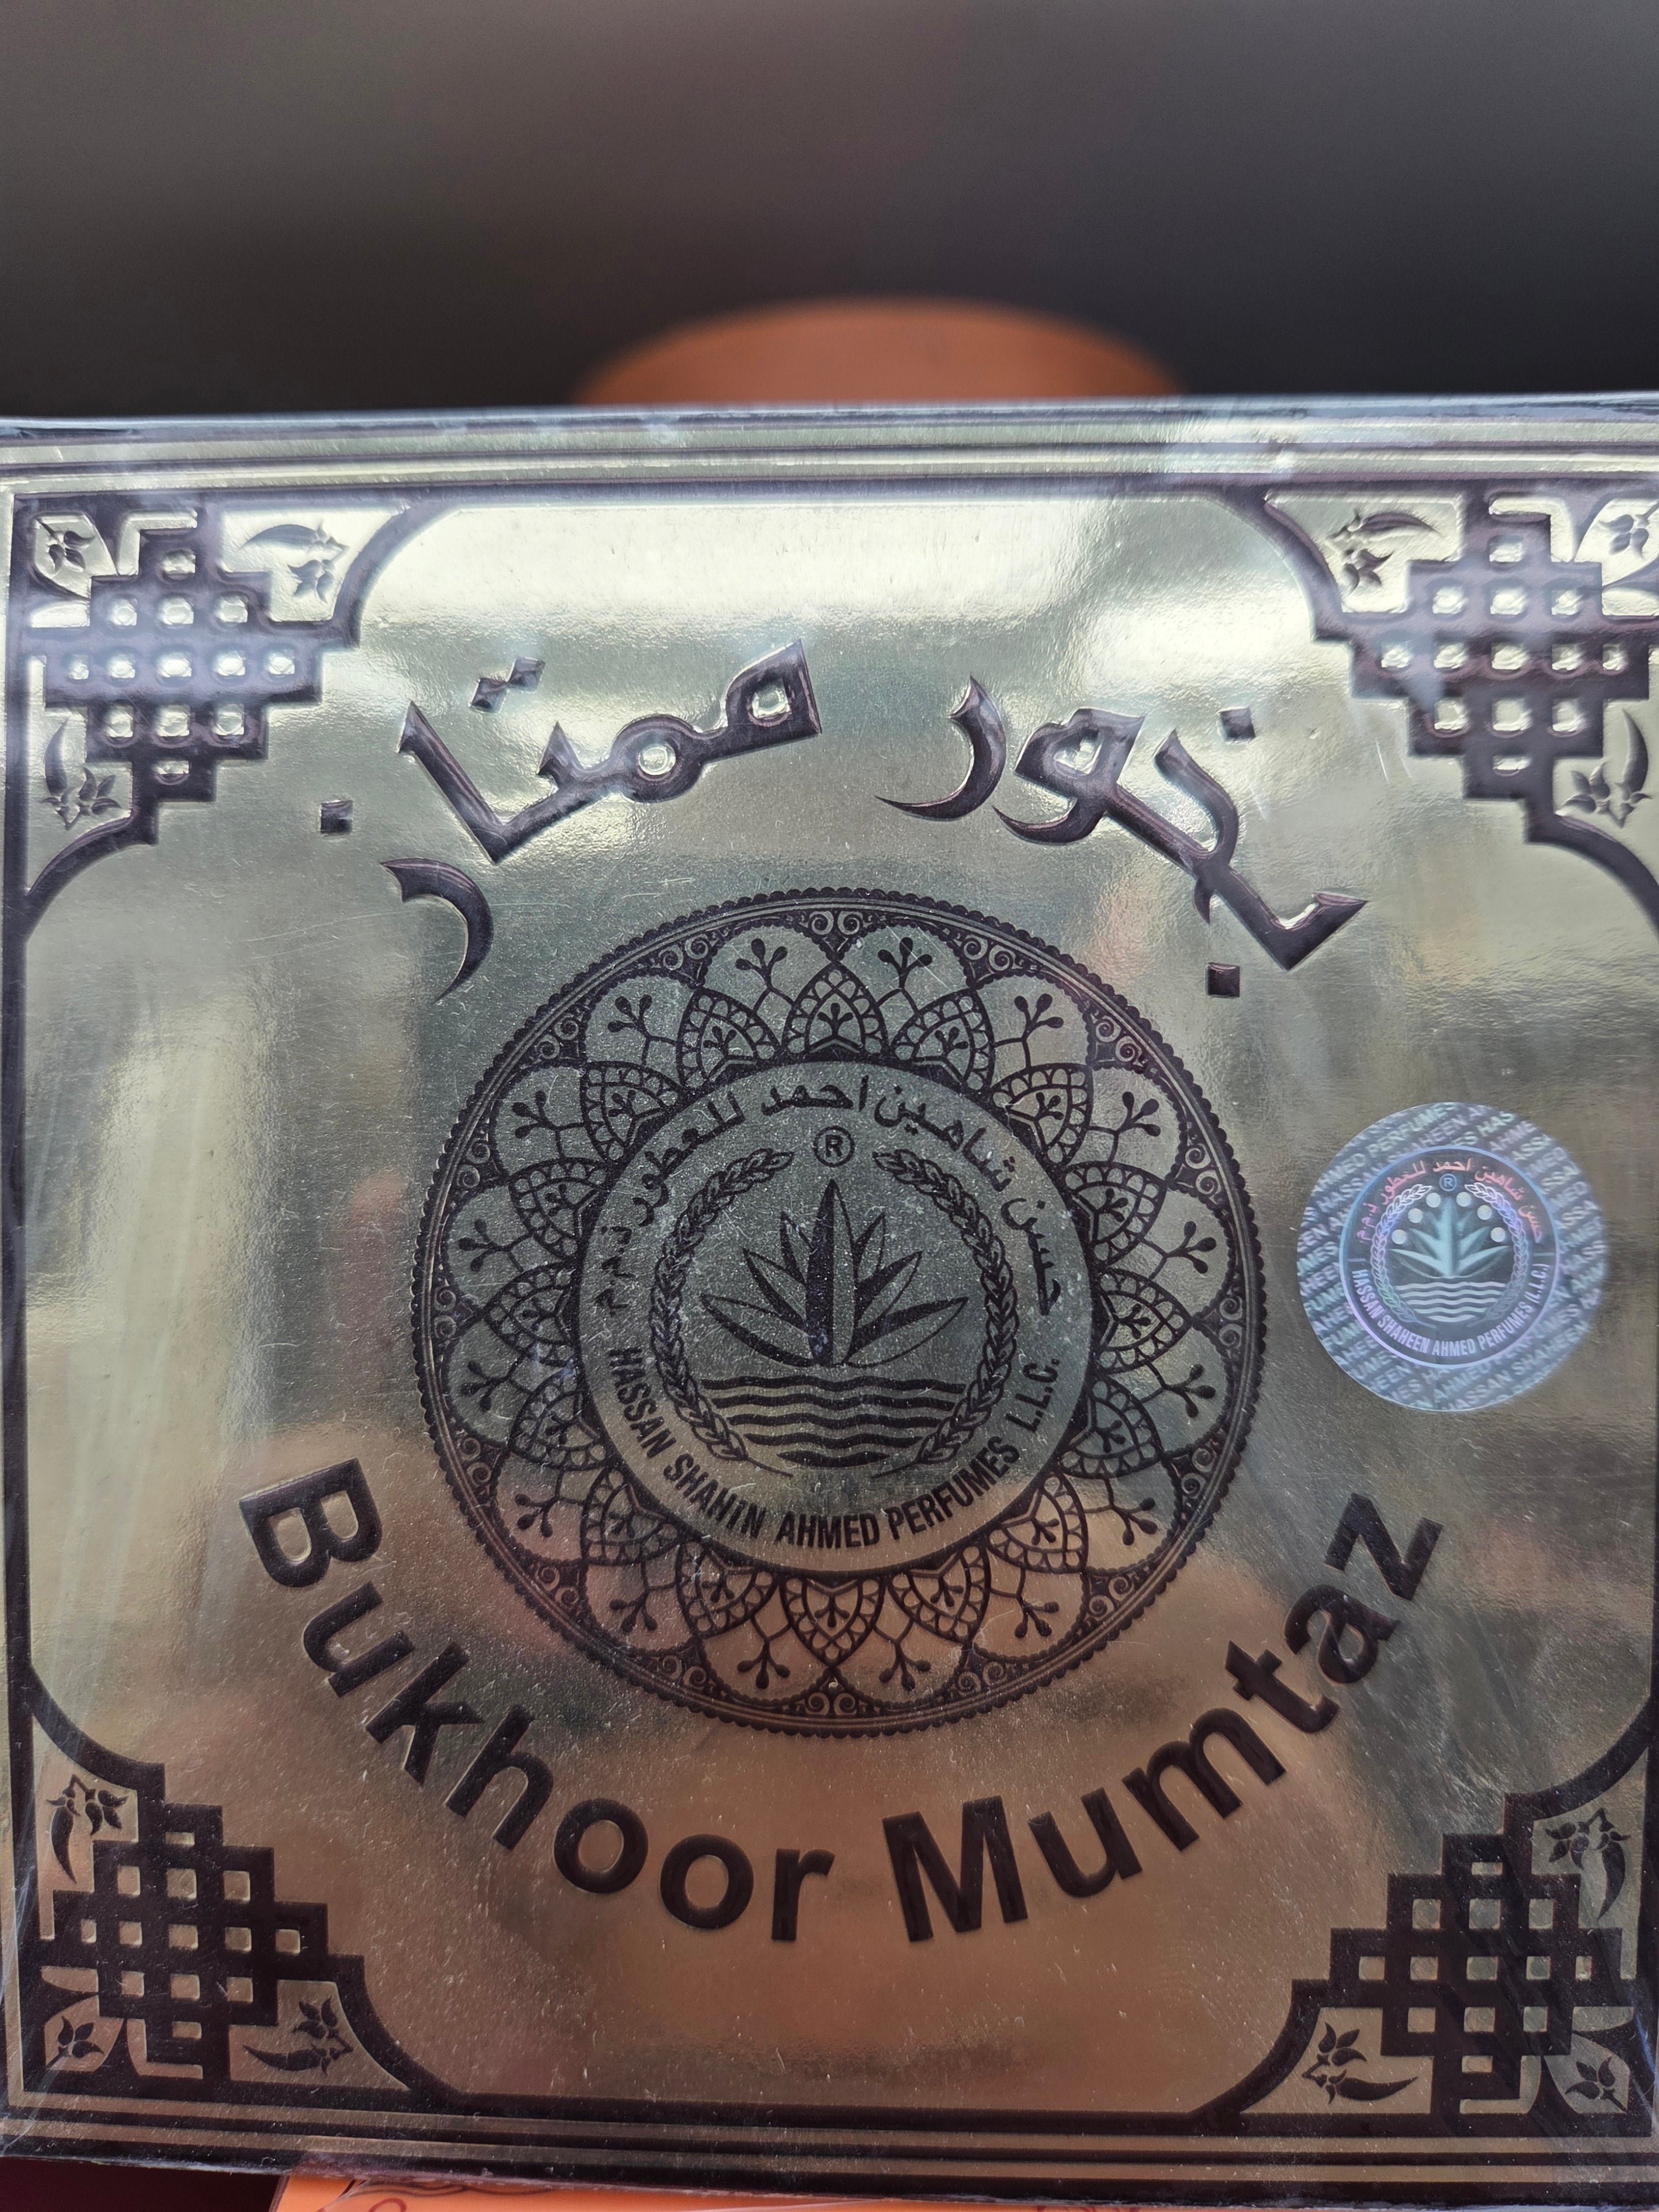 بخور ممتاز
حسن شاهين احمد للعطور ذ.م.م
®
HASSAN SHAHIN AHMED PERFUMES L.L.C.
Bukhoor Mumtaz
حسن شاهين احمد للعطور ذ.م.م
®
HASSAN SHAHEEN AHMED PERFUMES (L.L.C.)